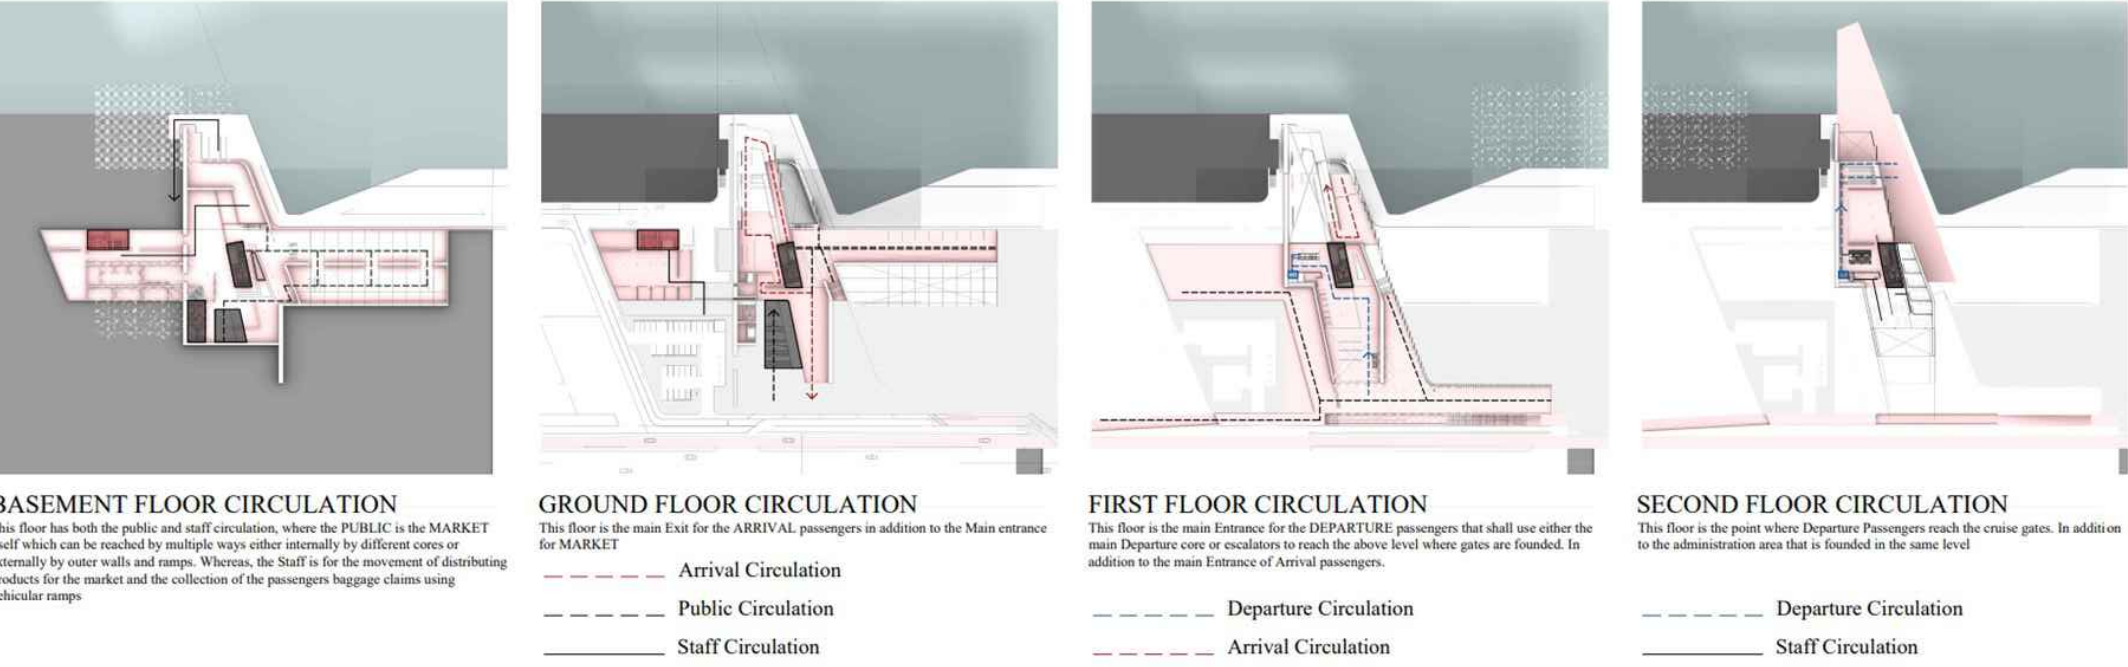 BASEMENT FLOOR CIRCULATION
his floor has both the public and staff circulation, where the PUBLIC is the MARKET
self which can be reached by multiple ways either internally by different cores or
xternally by outer walls and ramps. Whereas, the Staff is for the movement of distributing
roducts for the market and the collection of the passengers baggage claims using
ehicular ramps
GROUND FLOOR CIRCULATION
This floor is the main Exit for the ARRIVAL passengers in addition to the Main entrance
for MARKET
Arrival Circulation
Public Circulation
Staff Circulation
FIRST FLOOR CIRCULATION
This floor is the main Entrance for the DEPARTURE passengers that shall use either the
main Departure core or escalators to reach the above level where gates are founded. In
addition to the main Entrance of Arrival passengers.
Departure Circulation
Arrival Circulation
SECOND FLOOR CIRCULATION
This floor is the point where Departure Passengers reach the cruise gates. In addition
to the administration area that is founded in the same level
Departure Circulation
Staff Circulation